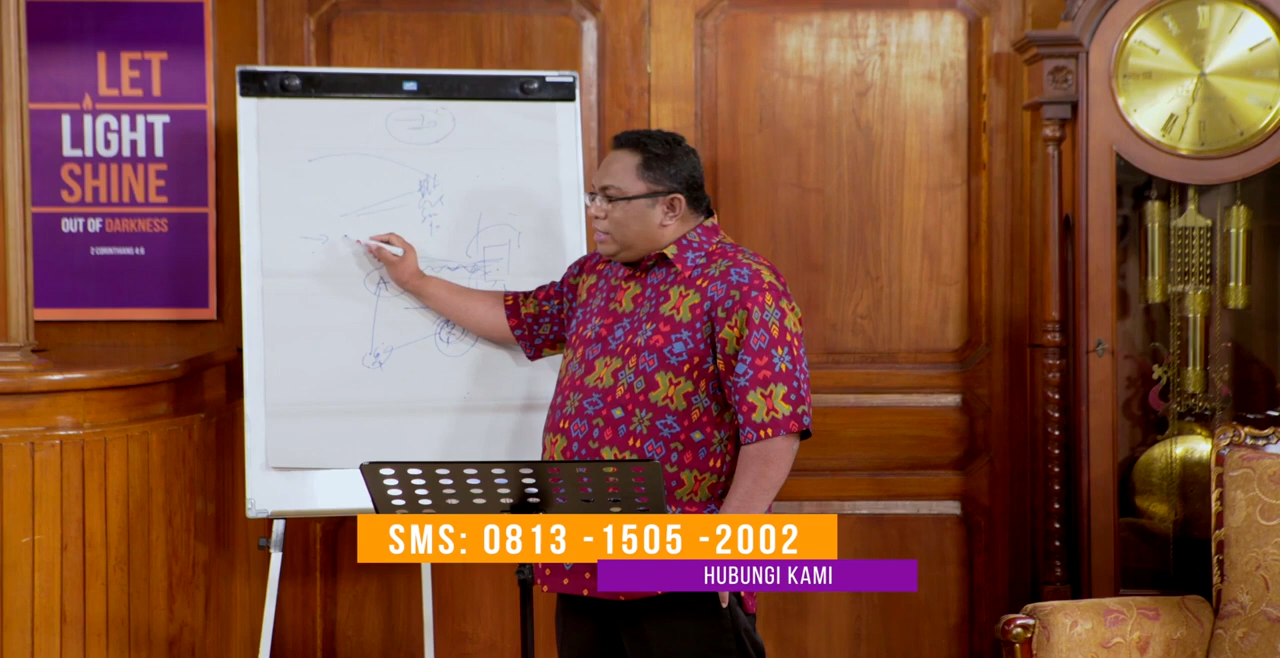 LET
LIGHT
SHINE
OUT OF DARKNESS
2 CORINTHIANS 4:6
SMS: 0813 -1505 -2002
HUBUNGI KAMI